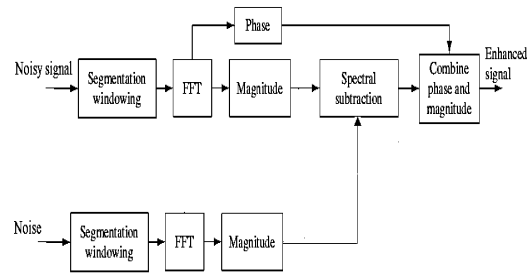 Phase
Noisy signal
Segmentation
windowing
FFT
Magnitude
Spectral
subtraction
Combine
phase and
magnitude
Enhanced
signal
Noise
Segmentation
windowing
FFT
Magnitude